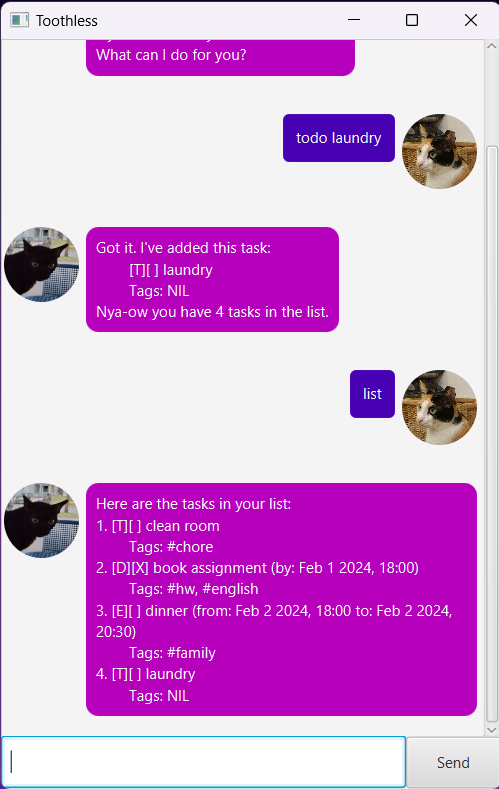 Toothless
What can I do for you?
todo laundry
Got it. I've added this task:
[T][ ] laundry
Tags: NIL
Nya-ow you have 4 tasks in the list.
list
Here are the tasks in your list:
1. [T][ ] clean room
Tags: #chore
2. [D][X] book assignment (by: Feb 1 2024, 18:00)
Tags: #hw, #english
3. [E][ ] dinner (from: Feb 2 2024, 18:00 to: Feb 2 2024,
20:30)
Tags: #family
4. [T][ ] laundry
Tags: NIL
Send